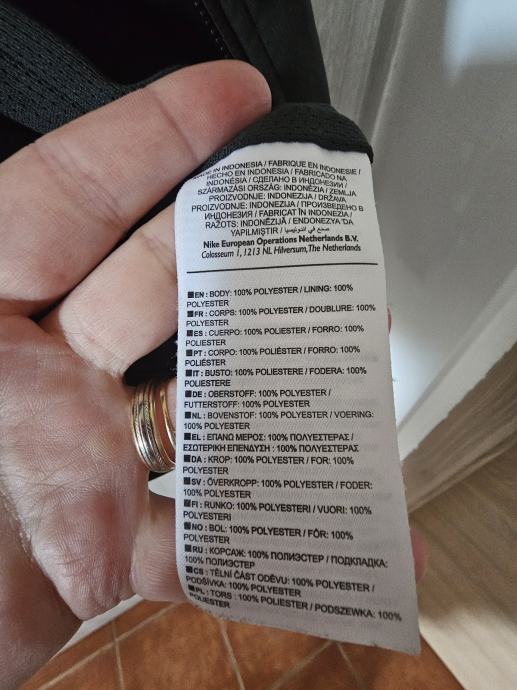 MADE IN INDONESIA / FABRIQUE EN INDONESIE /
HECHO EN INDONESIA / FABRICADO NA
INDONÉSIA / СДЕЛАНО В ИНДОНЕЗИИ /
SZÁRMAZÁSI ORSZÁG: INDONÉZIA / ZEMLJA
PROIZVODNJE: INDONEZIJA / DRŽAVA
PROIZVODNJE: INDONEZIJA / ПРОИЗВЕДЕНО В
ИНДОНЕЗИЯ / FABRICAT ÎN INDONEZIA /
RAŽOTS: INDONĒZIJĀ / ENDONEZYA'DA
YAPILMIŞTIR / صنع في اندونيسيا
Nike European Operations Netherlands B.V.
Colosseum 1, 1213 NL Hilversum, The Netherlands
■EN : BODY: 100% POLYESTER / LINING: 100%
POLYESTER
■FR : CORPS: 100% POLYESTER / DOUBLURE: 100%
POLYESTER
■ES : CUERPO: 100% POLIESTER / FORRO: 100%
POLIESTER
■PT : CORPO: 100% POLIÉSTER / FORRO: 100%
POLIÉSTER
■IT : BUSTO: 100% POLIESTERE / FODERA: 100%
POLIESTERE
■DE : OBERSTOFF: 100% POLYESTER /
FUTTERSTOFF: 100% POLYESTER
■NL : BOVENSTOF: 100% POLYESTER / VOERING:
100% POLYESTER
■EL : ΕΠΑΝΩ ΜΕΡΟΣ: 100% ΠΟΛΥΕΣΤΕΡΑΣ /
ΕΣΩΤΕΡΙΚΗ ΕΠΕΝΔΥΣΗ : 100% ΠΟΛΥΕΣΤΕΡΑΣ
■DA : KROP: 100% POLYESTER / FOR: 100%
POLYESTER
■SV : ÖVERKROPP: 100% POLYESTER / FODER:
100% POLYESTER
■FI : RUNKO: 100% POLYESTERI / VUORI: 100%
POLYESTERI
■NO : BOL: 100% POLYESTER / FÔR: 100%
POLYESTER
■RU : КОРСАЖ: 100% ПОЛИЭСТЕР / ПОДКЛАДКА:
100% ПОЛИЭСТЕР
■CS : TĚLNÍ ČÁST ODĚVU: 100% POLYESTER /
PODŠÍVKA: 100% POLYESTER
■PL : TORS : 100% POLIESTER / PODSZEWKA: 100%
POLIESTER